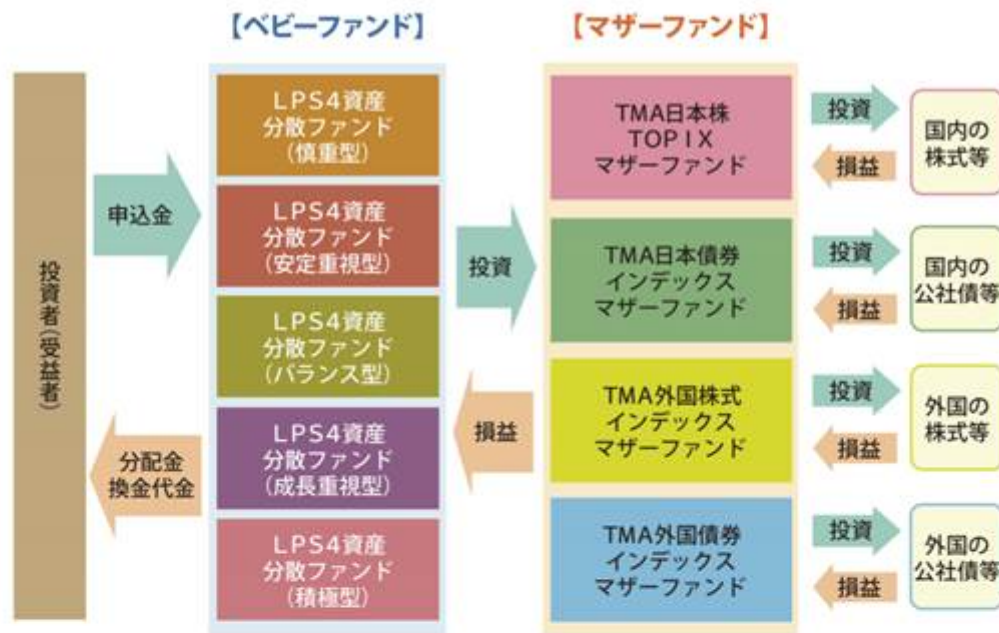 【ベビーファンド】
【マザーファンド】
投資者(受益者)
申込金
分配金
換金代金
LPS4資産
分散ファンド
(慎重型)
LPS4資産
分散ファンド
(安定重視型)
LPS4資産
分散ファンド
(バランス型)
LPS4資産
分散ファンド
(成長重視型)
LPS4資産
分散ファンド
(積極型)
投資
損益
TMA日本株
TOPIX
マザーファンド
TMA日本債券
インデックス
マザーファンド
TMA外国株式
インデックス
マザーファンド
TMA外国債券
インデックス
マザーファンド
投資
損益
国内の
株式等
投資
損益
国内の
公社債等
投資
損益
外国の
株式等
投資
損益
外国の
公社債等